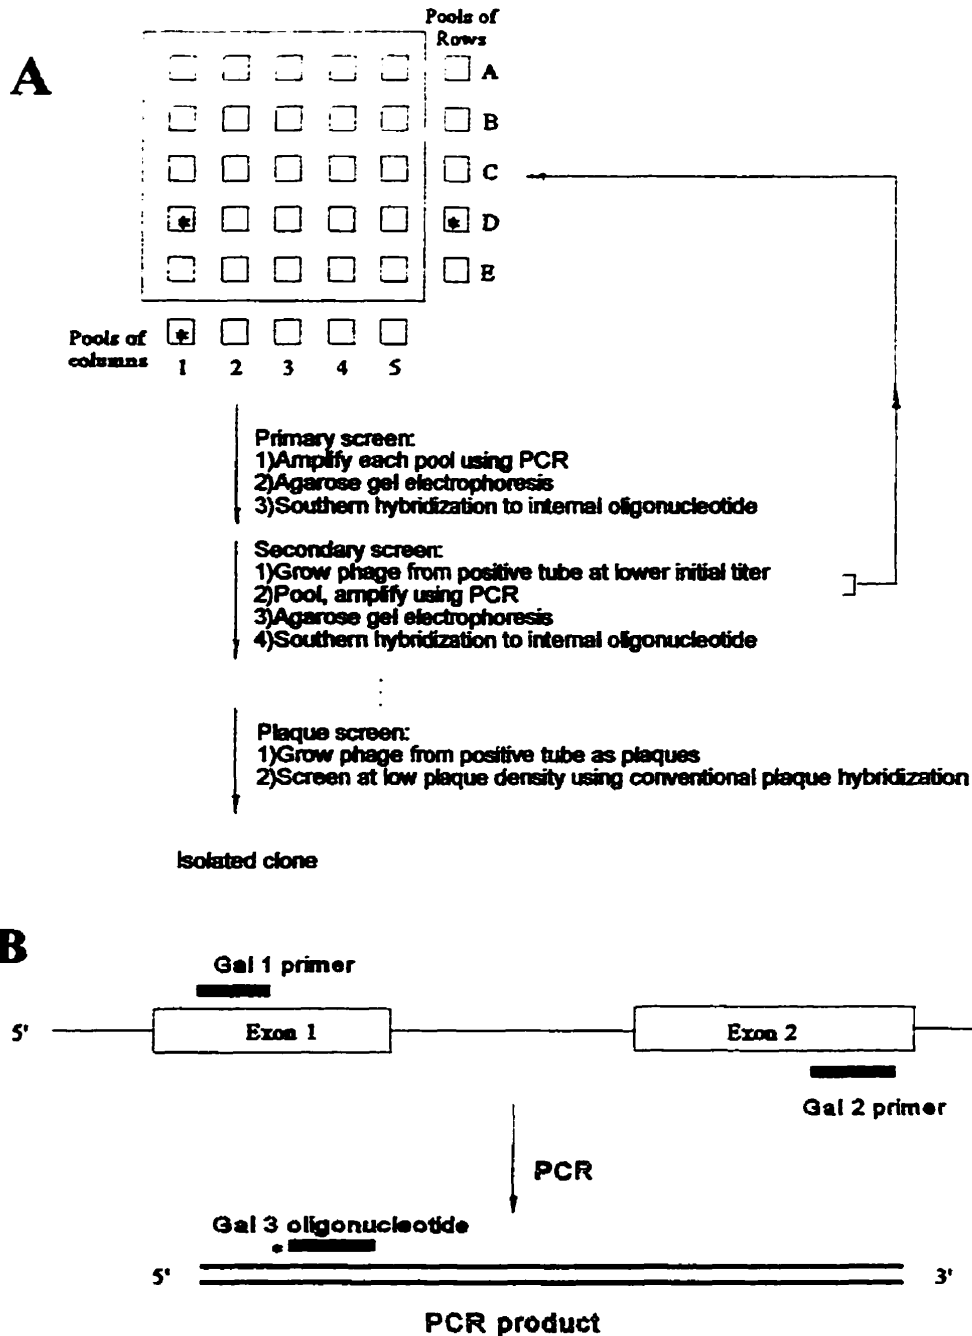 Pools of
Rows
A
A
B
C
* * D
E
Pools of
columns
*
1 2 3 4 5
Primary screen:
1)Amplify each pool using PCR
2)Agarose gel electrophoresis
3)Southern hybridization to internal oligonucleotide
Secondary screen:
1)Grow phage from positive tube at lower initial titer
2)Pool, amplify using PCR
3)Agarose gel electrophoresis
4)Southern hybridization to internal oligonucleotide
Plaque screen:
1)Grow phage from positive tube as plaques
2)Screen at low plaque density using conventional plaque hybridization
Isolated clone
B
Gal 1 primer
5' Exon 1 Exon 2
Gal 2 primer
PCR
Gal 3 oligonucleotide
*
5' 3'
PCR product